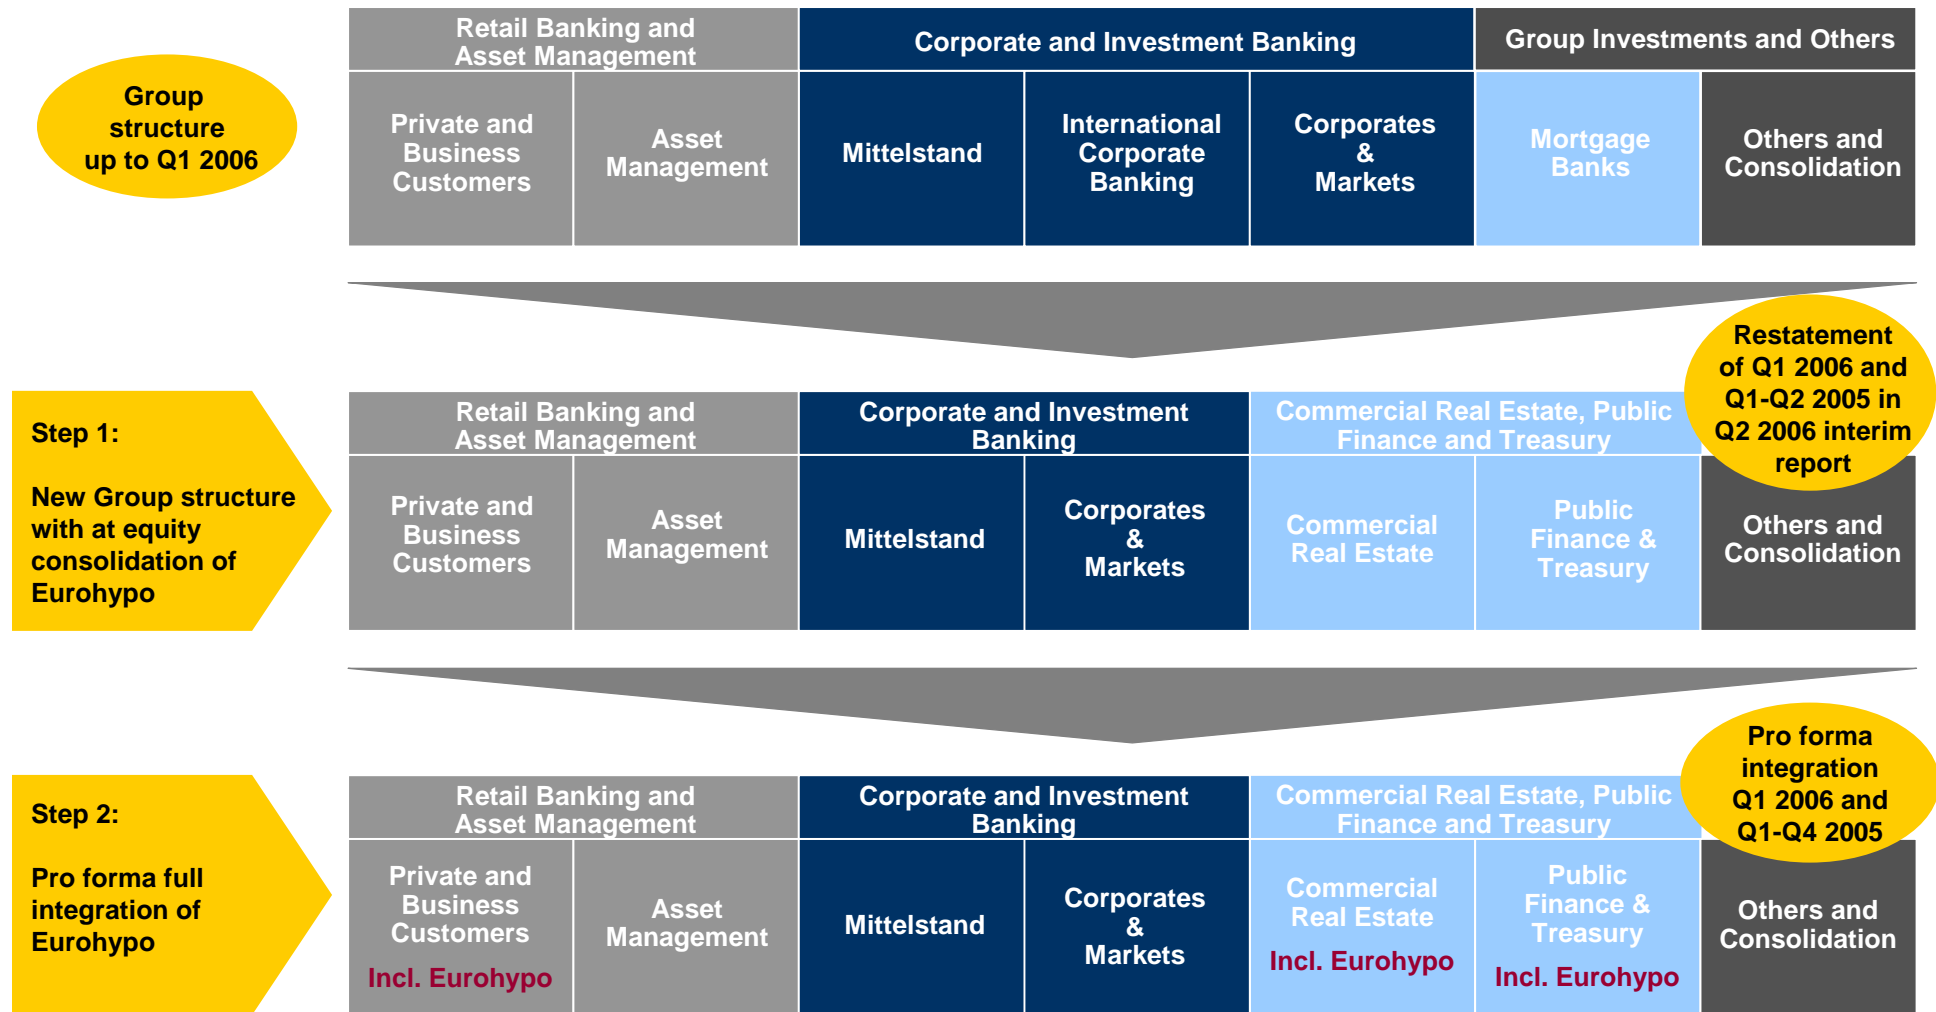 Group
structure
up to Q1 2006
Retail Banking and
Asset Management
Corporate and Investment Banking
Group Investments and Others
Private and
Business
Customers
Asset
Management
Mittelstand
International
Corporate
Banking
Corporates
&
Markets
Mortgage
Banks
Others and
Consolidation
Restatement
of Q1 2006 and
Q1-Q2 2005 in
Q2 2006 interim
report
Step 1:
New Group structure
with at equity
consolidation of
Eurohypo
Retail Banking and
Asset Management
Corporate and Investment
Banking
Commercial Real Estate, Public
Finance and Treasury
Private and
Business
Customers
Asset
Management
Mittelstand
Corporates
&
Markets
Commercial
Real Estate
Public
Finance &
Treasury
Others and
Consolidation
Pro forma
integration
Q1 2006 and
Q1-Q4 2005
Step 2:
Pro forma full
integration of
Eurohypo
Retail Banking and
Asset Management
Corporate and Investment
Banking
Commercial Real Estate, Public
Finance and Treasury
Private and
Business
Customers
Incl. Eurohypo
Asset
Management
Mittelstand
Corporates
&
Markets
Commercial
Real Estate
Incl. Eurohypo
Public
Finance &
Treasury
Incl. Eurohypo
Others and
Consolidation